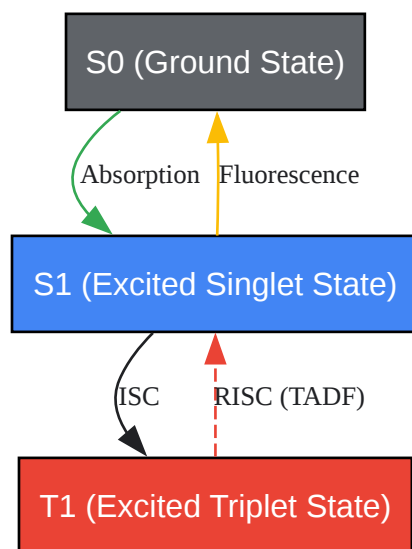 S0 (Ground State)
Absorption
Fluorescence
S1 (Excited Singlet State)
ISC
RISC (TADF)
T1 (Excited Triplet State)